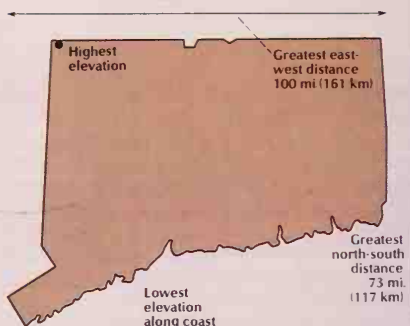 Highest
elevation
Greatest east-
west distance
100 mi (161 km)
Greatest
north-south
distance
73 mi.
(117 km)
Lowest
elevation
along coast